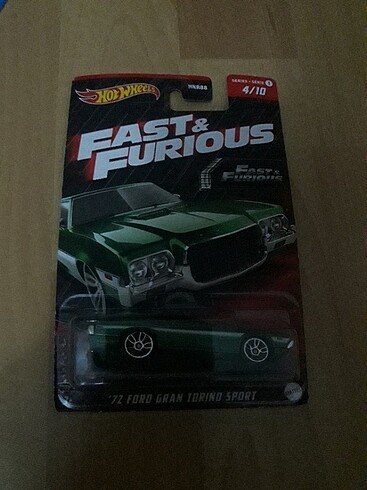 HOT WHEELS
HNR88
SERIES • SÉRIE 1
4/10
FAST &
FURIOUS
FAST &
FURIOUS
'72 FORD GRAN TORINO SPORT